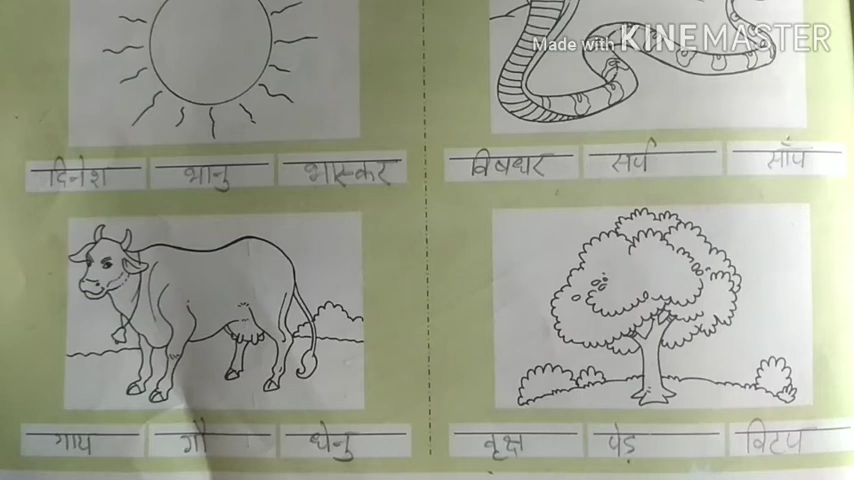 Made with KINEMASTER
दिनेश भानु भास्कर
विषधर सर्प साँप
गाय गौ धेनु
वृक्ष पेड़ विटप